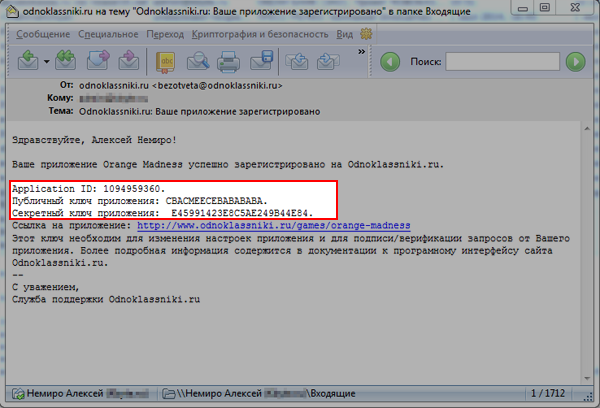 odnoklassniki.ru на тему "Odnoklassniki.ru: Ваше приложение зарегистрировано" в папке Входящие
Сообщение Специальное Переход Криптография и безопасность Вид
Поиск:
От: odnoklassniki.ru <bezotveta@odnoklassniki.ru>
Кому:
Тема: Odnoklassniki.ru: Ваше приложение зарегистрировано
Здравствуйте, Алексей Немиро!
Ваше приложение Orange Madness успешно зарегистрировано на Odnoklassniki.ru.
Application ID: 1094959360.
Публичный ключ приложения: CBACMEECEBABABABA.
Секретный ключ приложения: E45991423E8C5AE249B44E84.
Ссылка на приложение: http://www.odnoklassniki.ru/games/orange-madness
Этот ключ необходим для изменения настроек приложения и для подписи/верификации запросов от Вашего
приложения. Более подробная информация содержится в документации к програмному интерфейсу сайта
Odnoklassniki.ru.
--
С уважением,
Служба поддержки Odnoklassniki.ru
Немиро Алексей \\Немиро Алексей \Входящие 1 / 1712